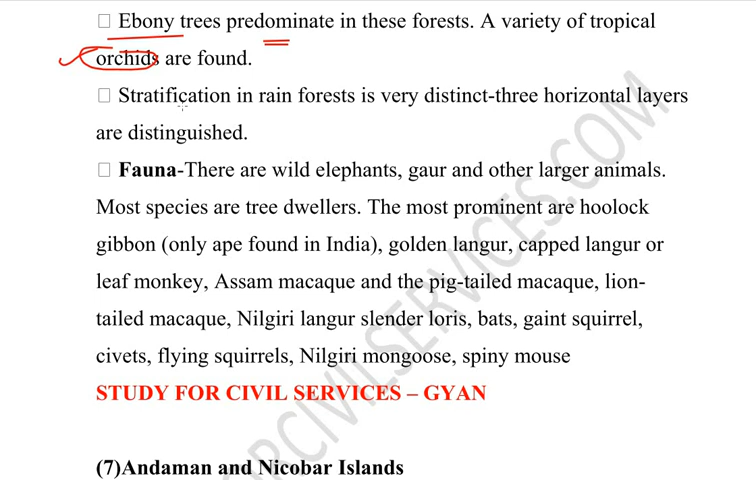 □ Ebony trees predominate in these forests. A variety of tropical
orchids are found.
□ Stratification in rain forests is very distinct-three horizontal layers
are distinguished.
□ Fauna-There are wild elephants, gaur and other larger animals.
Most species are tree dwellers. The most prominent are hoolock
gibbon (only ape found in India), golden langur, capped langur or
leaf monkey, Assam macaque and the pig-tailed macaque, lion-
tailed macaque, Nilgiri langur slender loris, bats, gaint squirrel,
civets, flying squirrels, Nilgiri mongoose, spiny mouse
STUDY FOR CIVIL SERVICES – GYAN
(7)Andaman and Nicobar Islands
ORCIVILSERVICES.COM